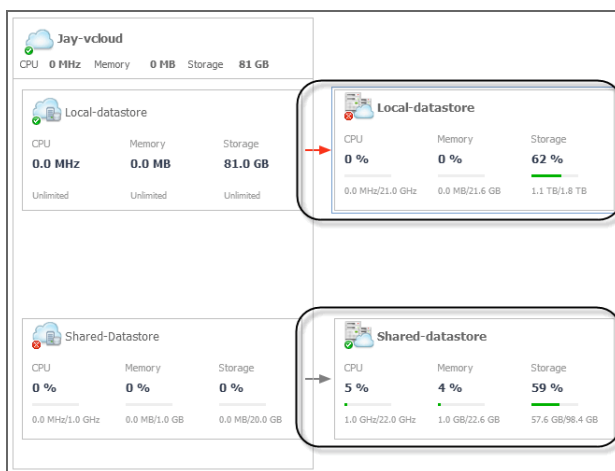 Jay-vcloud
CPU 0 MHz Memory 0 MB Storage 81 GB
Local-datastore
CPU Memory Storage
0.0 MHz 0.0 MB 81.0 GB
Unlimited Unlimited Unlimited
Local-datastore
CPU Memory Storage
0 % 0 % 62 %
0.0 MHz/21.0 GHz 0.0 MB/21.6 GB 1.1 TB/1.8 TB
Shared-Datastore
CPU Memory Storage
0 % 0 % 0 %
0.0 MHz/1.0 GHz 0.0 MB/1.0 GB 0.0 MB/20.0 GB
Shared-datastore
CPU Memory Storage
5 % 4 % 59 %
1.0 GHz/22.0 GHz 1.0 GB/22.6 GB 57.6 GB/98.4 GB